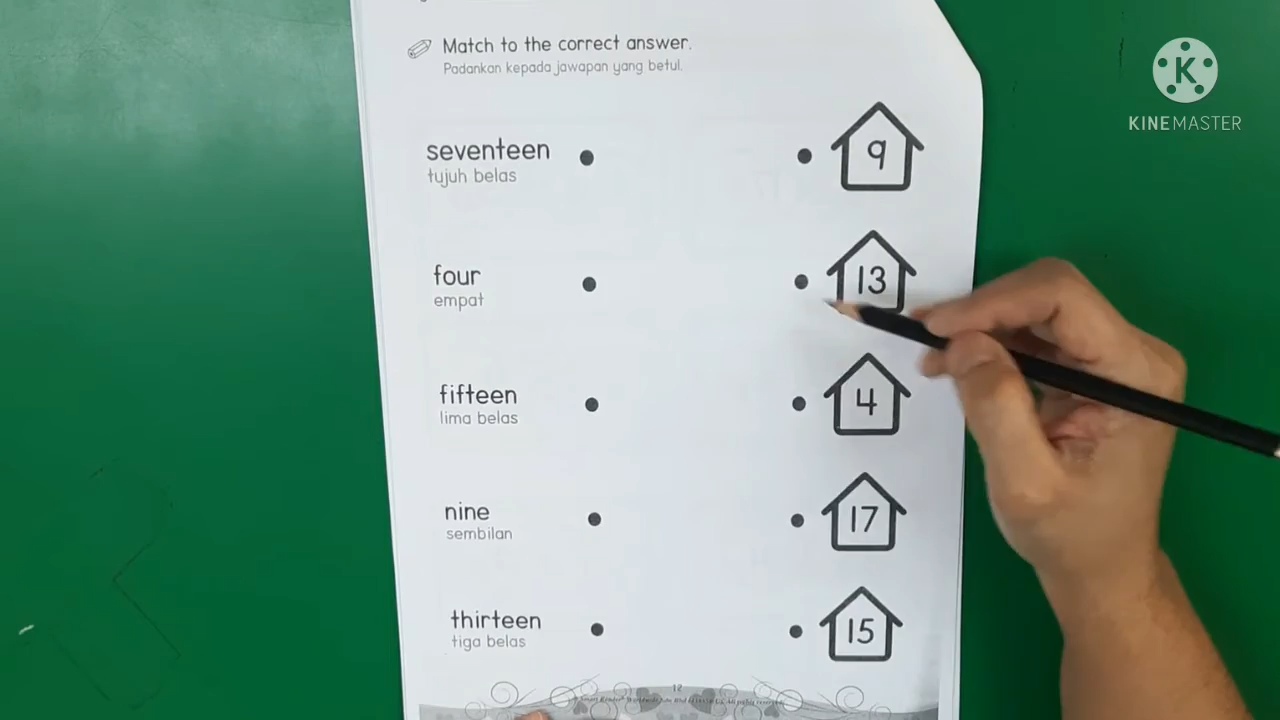 Match to the correct answer.
Padankan kepada jawapan yang betul.
K
KINEMASTER
seventeen
tujuh belas
9
four
empat
13
fifteen
lima belas
4
nine
sembilan
17
thirteen
tiga belas
15
12